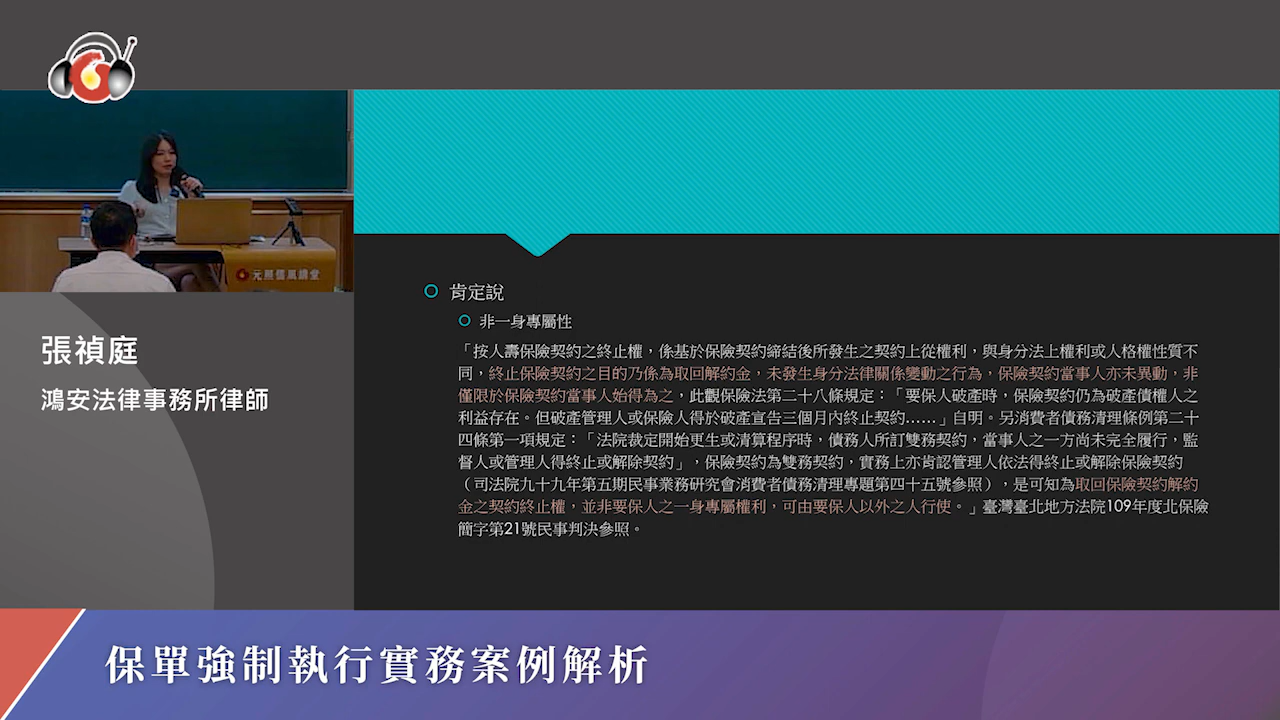 元照儒風講堂
張禎庭
鴻安法律事務所律師
肯定說
非一身專屬性
「按人壽保險契約之終止權，係基於保險契約締結後所發生之契約上從權利，與身分法上權利或人格權性質不
同，終止保險契約之目的乃係為取回解約金，未發生身分法律關係變動之行為，保險契約當事人亦未異動，非
僅限於保險契約當事人始得為之，此觀保險法第二十八條規定：「要保人破產時，保險契約仍為破產債權人之
利益存在。但破產管理人或保險人得於破產宣告三個月內終止契約……」自明。另消費者債務清理條例第二十
四條第一項規定：「法院裁定開始更生或清算程序時，債務人所訂雙務契約，當事人之一方尚未完全履行，監
督人或管理人得終止或解除契約」，保險契約為雙務契約，實務上亦肯認管理人依法得終止或解除保險契約
（司法院九十九年第五期民事業務研究會消費者債務清理專題第四十五號參照），是可知為取回保險契約解約
金之契約終止權，並非要保人之一身專屬權利，可由要保人以外之人行使。」臺灣臺北地方法院109年度北保險
簡字第21號民事判決參照。
保單強制執行實務案例解析